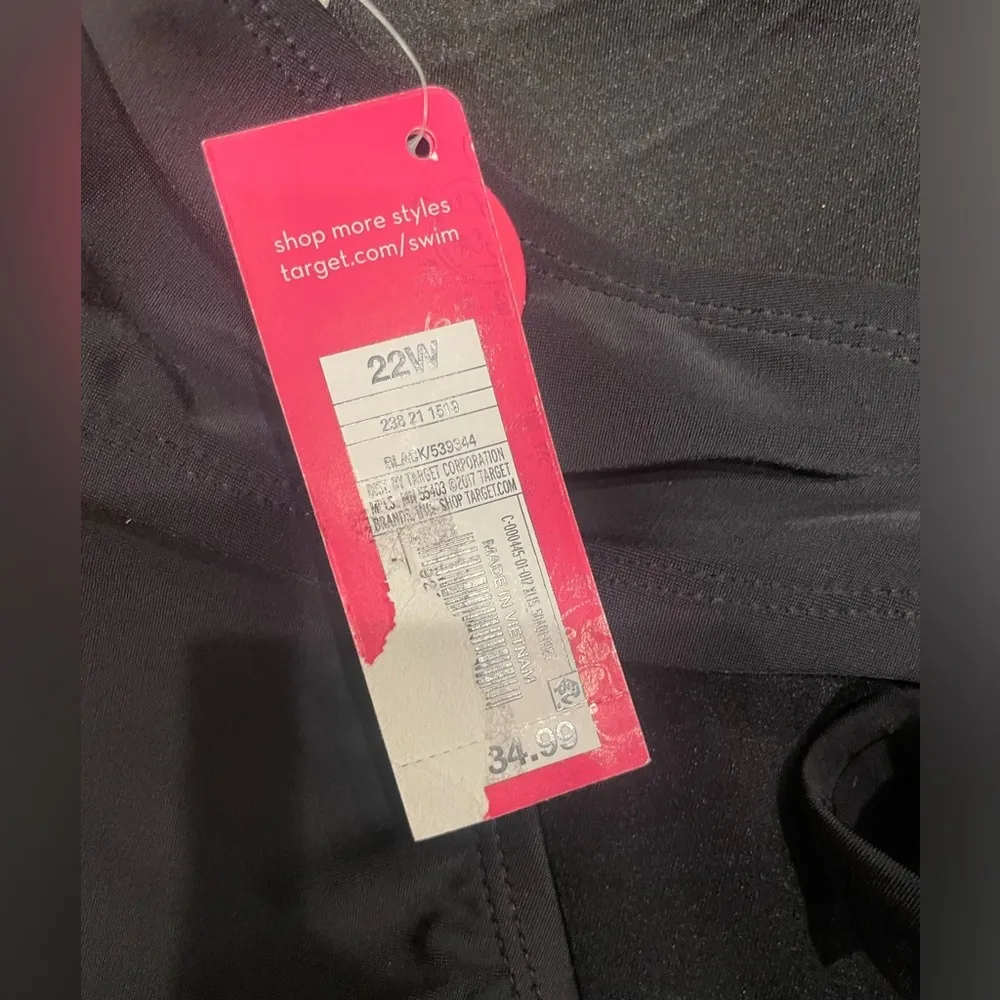 shop more styles
target.com/swim
22W
238 21 1519
BLACK/539344
DIST. BY TARGET CORPORATION
MPLS, MN 55403 ©2017 TARGET
BRANDS, INC. SHOP TARGET.COM
MADE IN VIETNAM
34.99